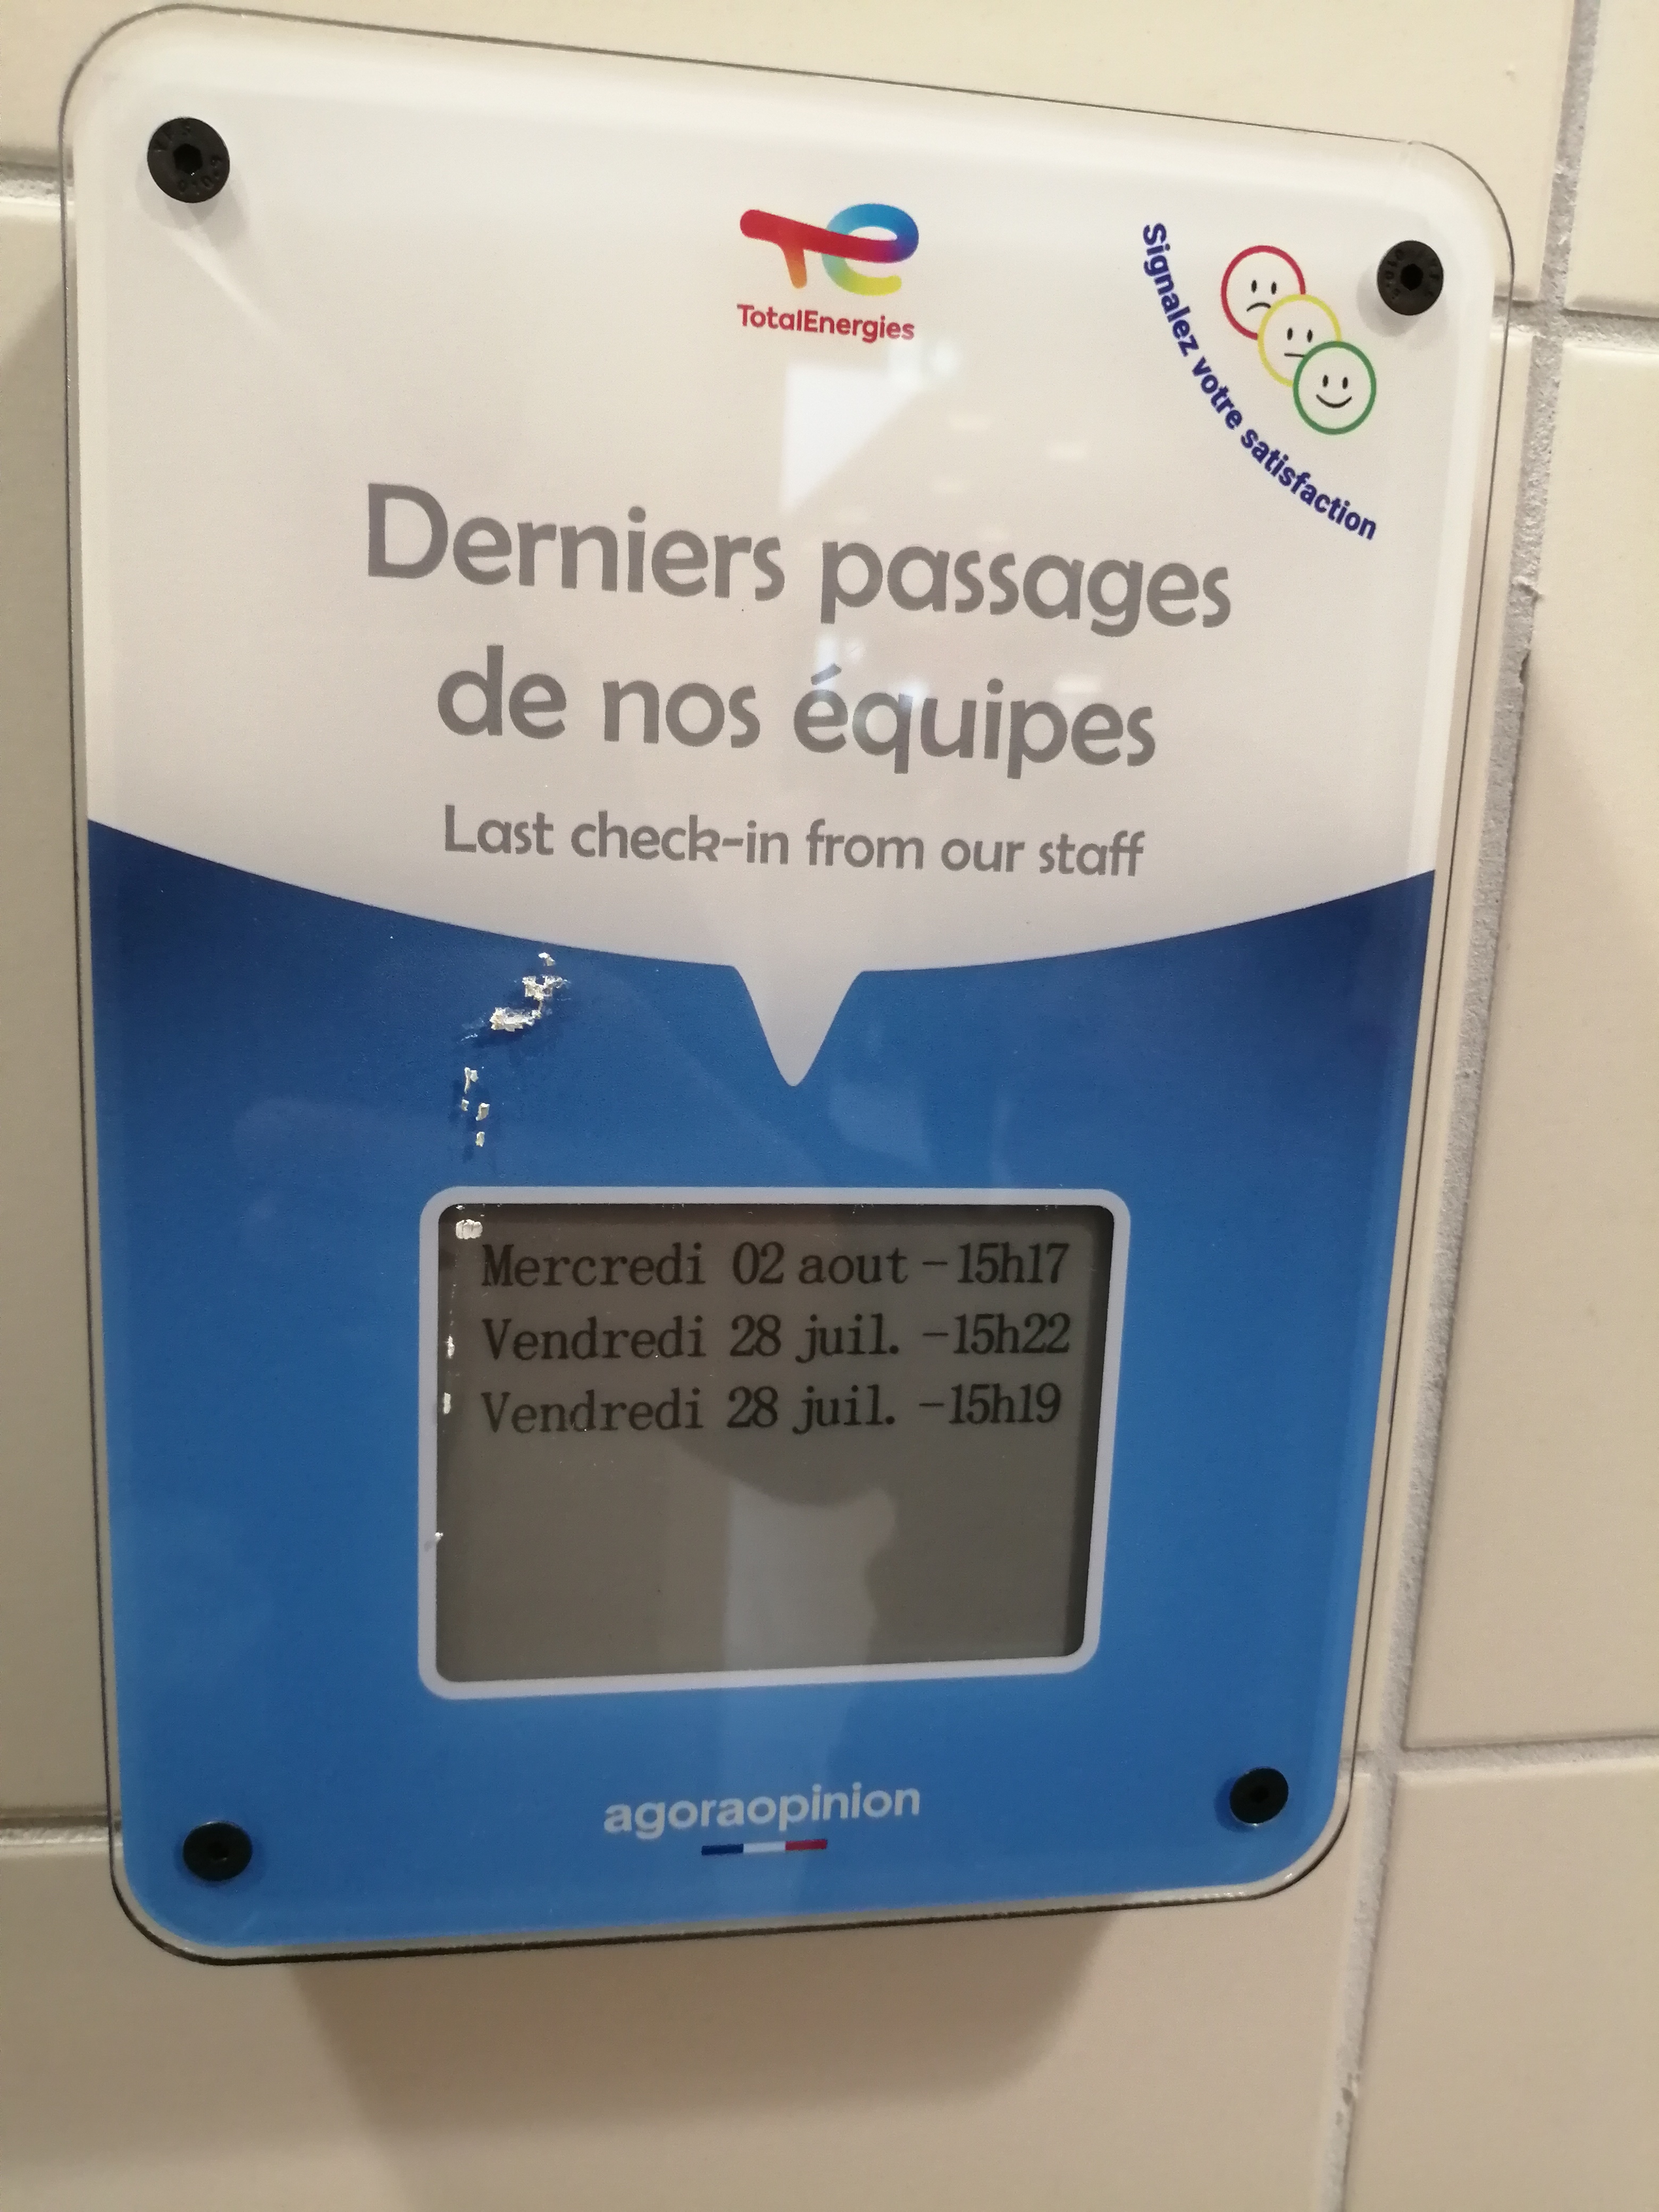 TotalEnergies
Signalez votre satisfaction
Derniers passages
de nos équipes
Last check-in from our staff
Mercredi 02 aout - 15h17
Vendredi 28 juil. - 15h22
Vendredi 28 juil. - 15h19
agoraopinion